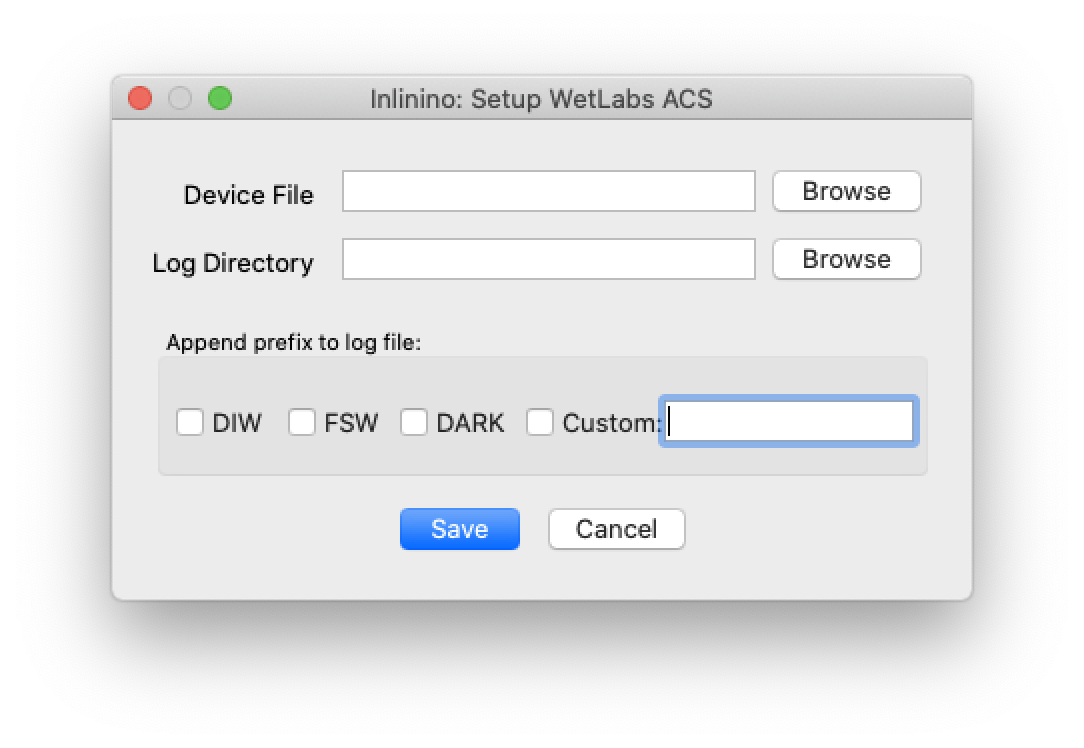 Inlinino: Setup WetLabs ACS
Device File Browse
Log Directory Browse
Append prefix to log file:
DIW FSW DARK Custom:
Save Cancel